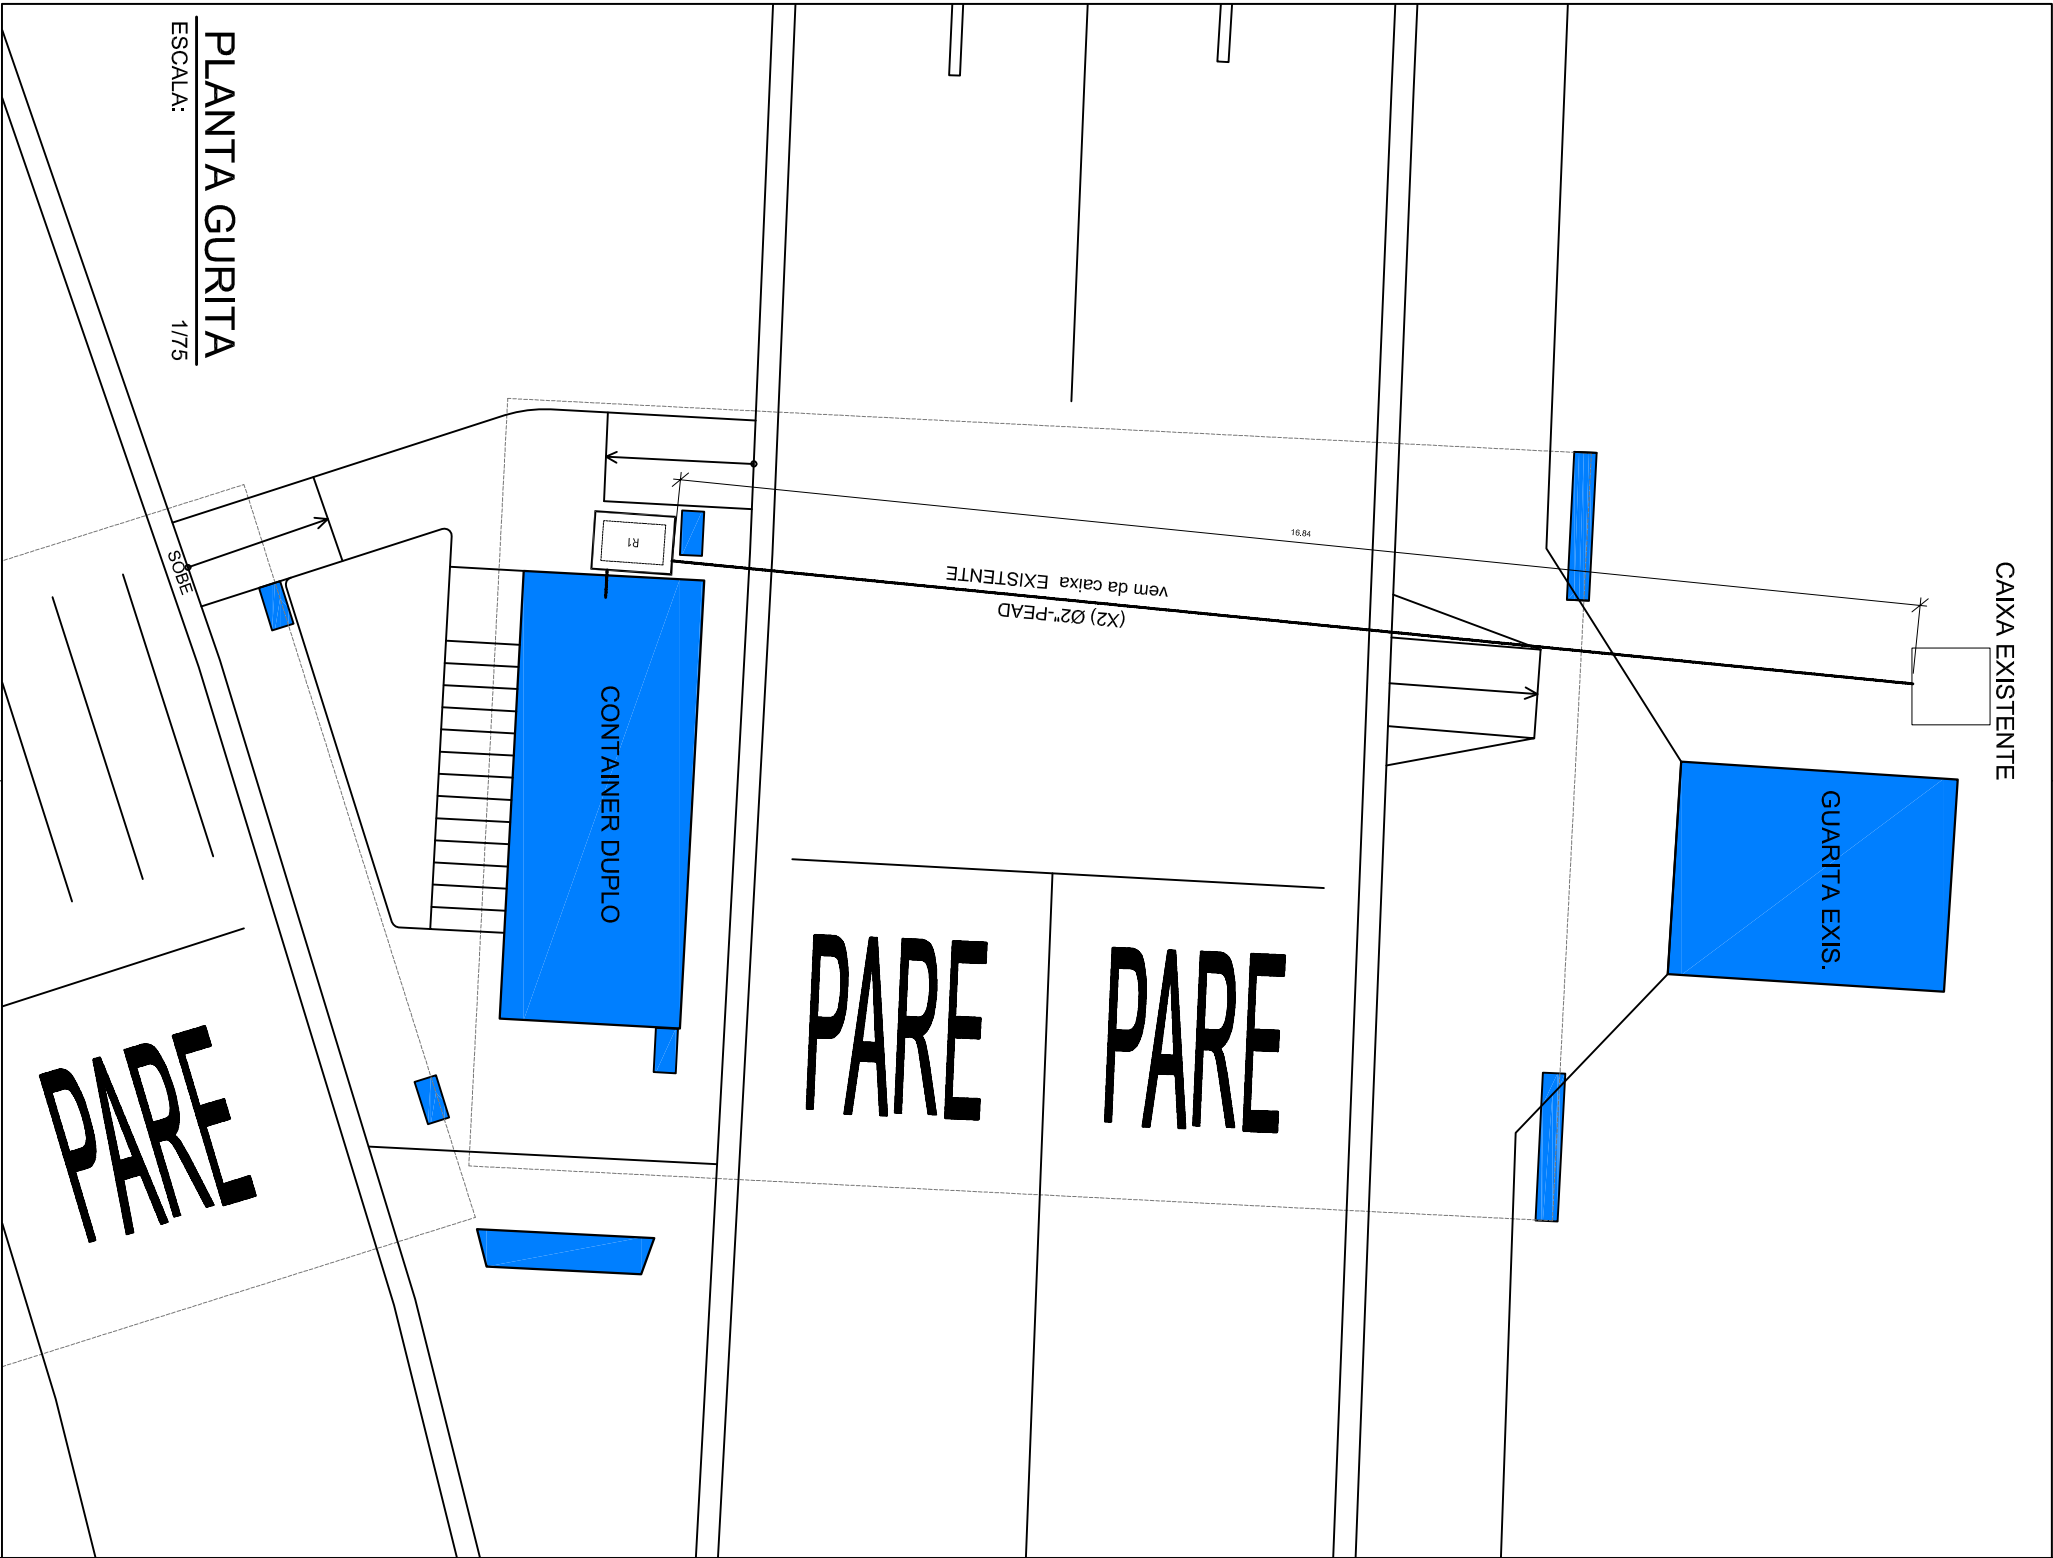 PLANTA GURITA
ESCALA: 1/75
CAIXA EXISTENTE
GUARITA EXIS.
16.84
vem da caixa EXISTENTE
(X2) Ø2"-PEAD
R1
CONTAINER DUPLO
SOBE
PARE
PARE
PARE